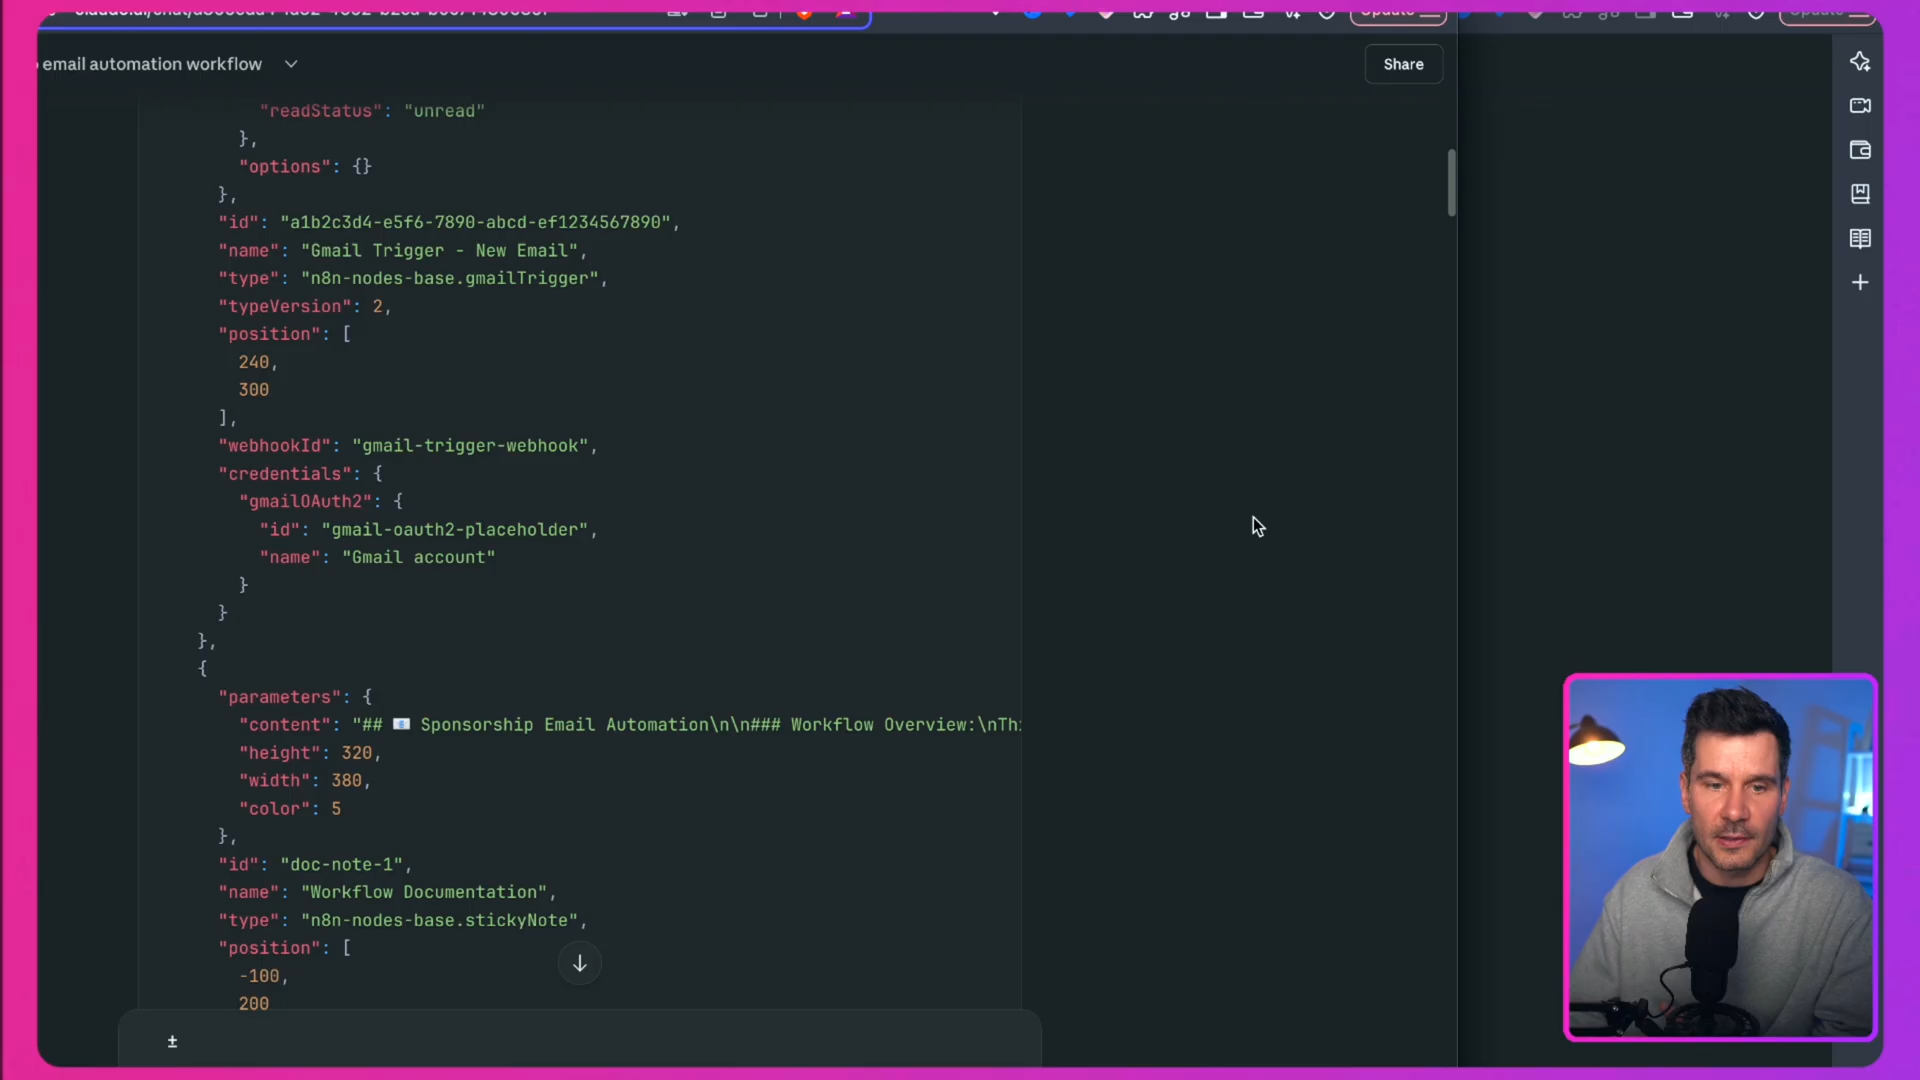 email automation workflow
Share
"readStatus": "unread"
},
"options": {}
},
"id": "a1b2c3d4-e5f6-7890-abcd-ef1234567890",
"name": "Gmail Trigger - New Email",
"type": "n8n-nodes-base.gmailTrigger",
"typeVersion": 2,
"position": [
240,
300
],
"webhookId": "gmail-trigger-webhook",
"credentials": {
"gmailOAuth2": {
"id": "gmail-oauth2-placeholder",
"name": "Gmail account"
}
}
},
{
"parameters": {
"content": "## 📧 Sponsorship Email Automation\n\n### Workflow Overview:\nThi
"height": 320,
"width": 380,
"color": 5
},
"id": "doc-note-1",
"name": "Workflow Documentation",
"type": "n8n-nodes-base.stickyNote",
"position": [
-100,
200